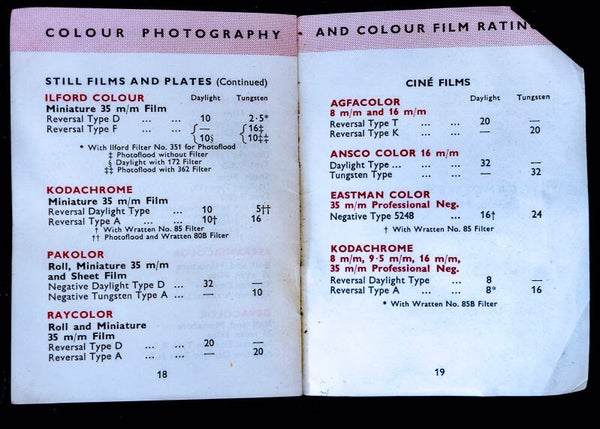 COLOUR PHOTOGRAPHY
STILL FILMS AND PLATES (Continued)
ILFORD COLOUR Daylight Tungsten
Miniature 35 m/m Film
Reversal Type D ... ... 10 2·5*
Reversal Type F ... ... { — { 16‡
{ 10§ { 10‡‡
* With Ilford Filter No. 351 for Photoflood
‡ Photoflood without Filter
§ Daylight with 172 Filter
‡‡ Photoflood with 362 Filter
KODACHROME
Miniature 35 m/m Film
Reversal Daylight Type ... 10 5††
Reversal Type A ... ... 10† 16
† With Wratten No. 85 Filter
†† Photoflood and Wratten 80B Filter
PAKOLOR
Roll, Miniature 35 m/m
and Sheet Film
Negative Daylight Type D ... 32 —
Negative Tungsten Type A ... — 10
RAYCOLOR
Roll and Miniature
35 m/m Film
Reversal Type D ... ... 20 —
Reversal Type A ... ... — 20
18
AND COLOUR FILM RATIN
CINÉ FILMS
Daylight Tungsten
AGFACOLOR
8 m/m and 16 m/m
Reversal Type T ... ... 20 —
Reversal Type K ... ... — 20
ANSCO COLOR 16 m/m
Daylight Type ... ... ... 32 —
Tungsten Type ... ... — 32
EASTMAN COLOR
35 m/m Professional Neg.
Negative Type 5248 ... 16† 24
† With Wratten No. 85 Filter
KODACHROME
8 m/m, 9·5 m/m, 16 m/m,
35 m/m Professional Neg.
Reversal Daylight Type ... 8 —
Reversal Type A ... ... 8* 16
* With Wratten No. 85B Filter
19